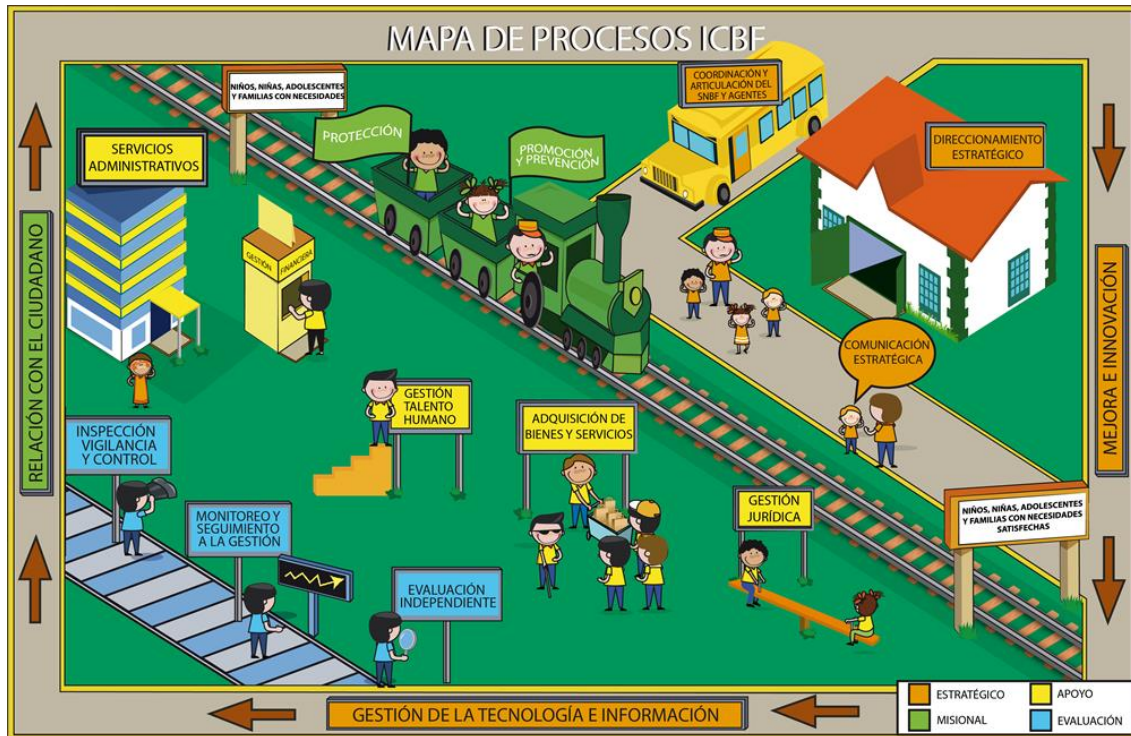 MAPA DE PROCESOS ICBF
NIÑOS, NIÑAS, ADOLESCENTES
Y FAMILIAS CON NECESIDADES
COORDINACIÓN Y
ARTICULACIÓN DEL
SNBF Y AGENTES
PROTECCIÓN
PROMOCIÓN
Y PREVENCIÓN
SERVICIOS
ADMINISTRATIVOS
DIRECCIONAMIENTO
ESTRATÉGICO
GESTIÓN FINANCIERA
COMUNICACIÓN
ESTRATÉGICA
RELACIÓN CON EL CIUDADANO
MEJORA E INNOVACIÓN
GESTIÓN
TALENTO
HUMANO
ADQUISICIÓN DE
BIENES Y SERVICIOS
INSPECCIÓN
VIGILANCIA
Y CONTROL
GESTIÓN
JURÍDICA
NIÑOS, NIÑAS, ADOLESCENTES
Y FAMILIAS CON NECESIDADES
SATISFECHAS
MONITOREO Y
SEGUIMIENTO
A LA GESTIÓN
EVALUACIÓN
INDEPENDIENTE
GESTIÓN DE LA TECNOLOGÍA E INFORMACIÓN
ESTRATÉGICO
APOYO
MISIONAL
EVALUACIÓN